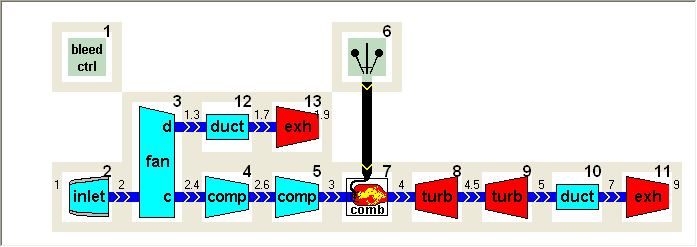 1
6
bleed
ctrl
3
12
13
1.3
1.7
1.9
d
duct
exh
fan
2
4
5
7
8
9
10
11
1
inlet
2
c
2.4
comp
2.6
comp
3
comb
4
turb
4.5
turb
5
duct
7
exh
9